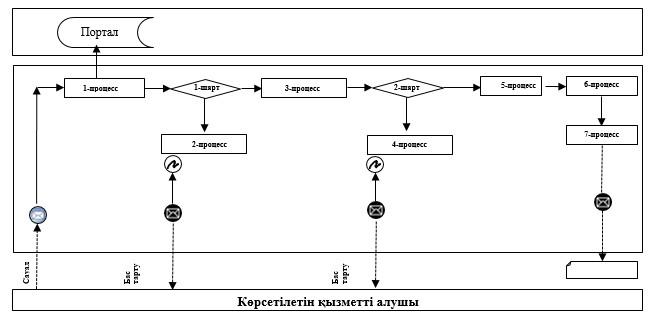 Портал
1-процесс
1-шарт
3-процесс
2-шарт
5-процесс
6-процесс
2-процесс
4-процесс
7-процесс
Сауал
Бас
тарту
Бас
тарту
Көрсетілетін қызметті алушы